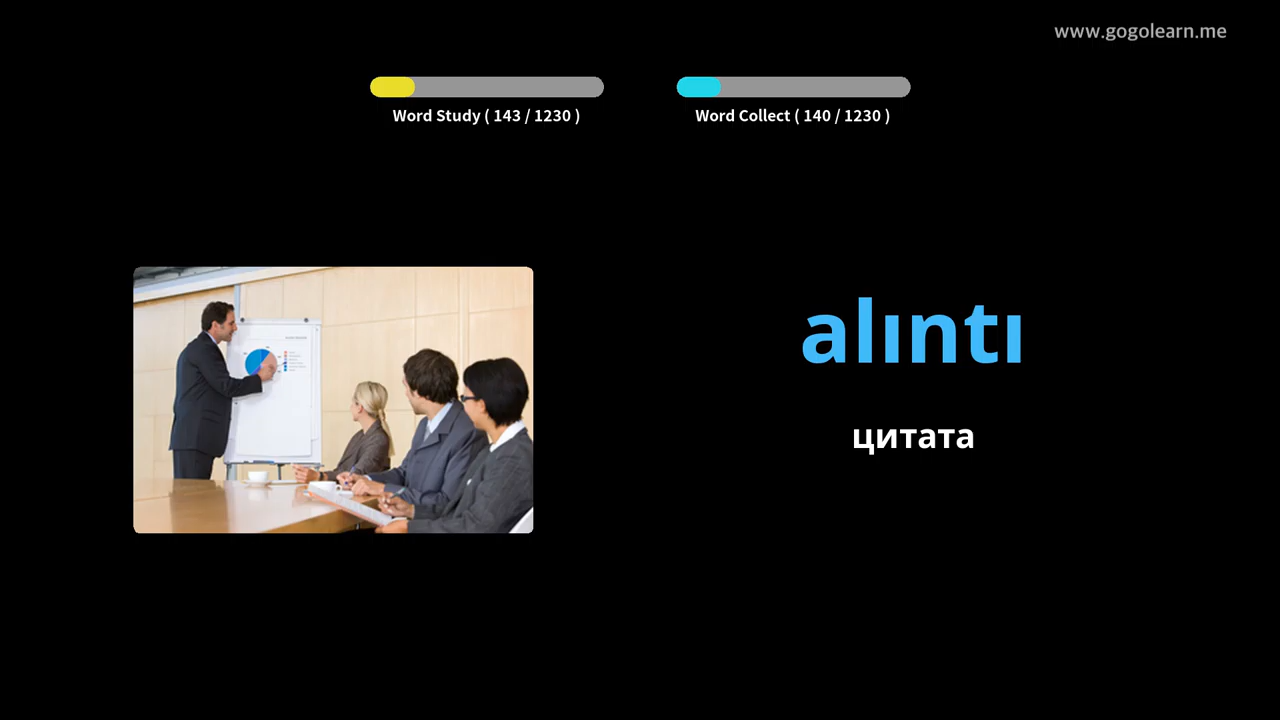 www.gogolearn.me
Word Study ( 143 / 1230 )
Word Collect ( 140 / 1230 )
alıntı
цитата